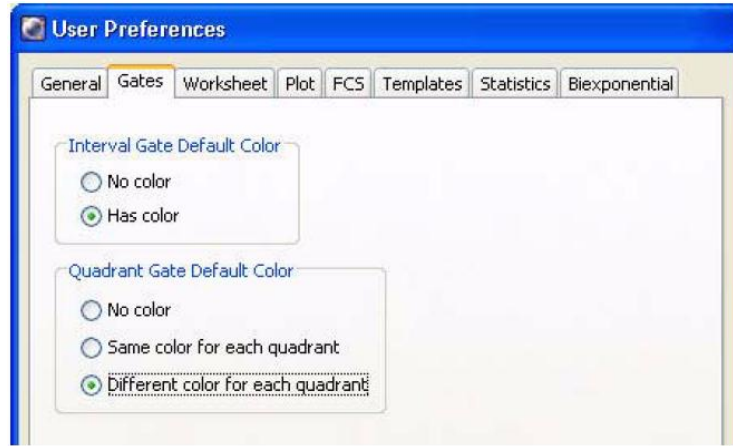 User Preferences
General Gates Worksheet Plot FCS Templates Statistics Biexponential
Interval Gate Default Color
No color
Has color
Quadrant Gate Default Color
No color
Same color for each quadrant
Different color for each quadrant